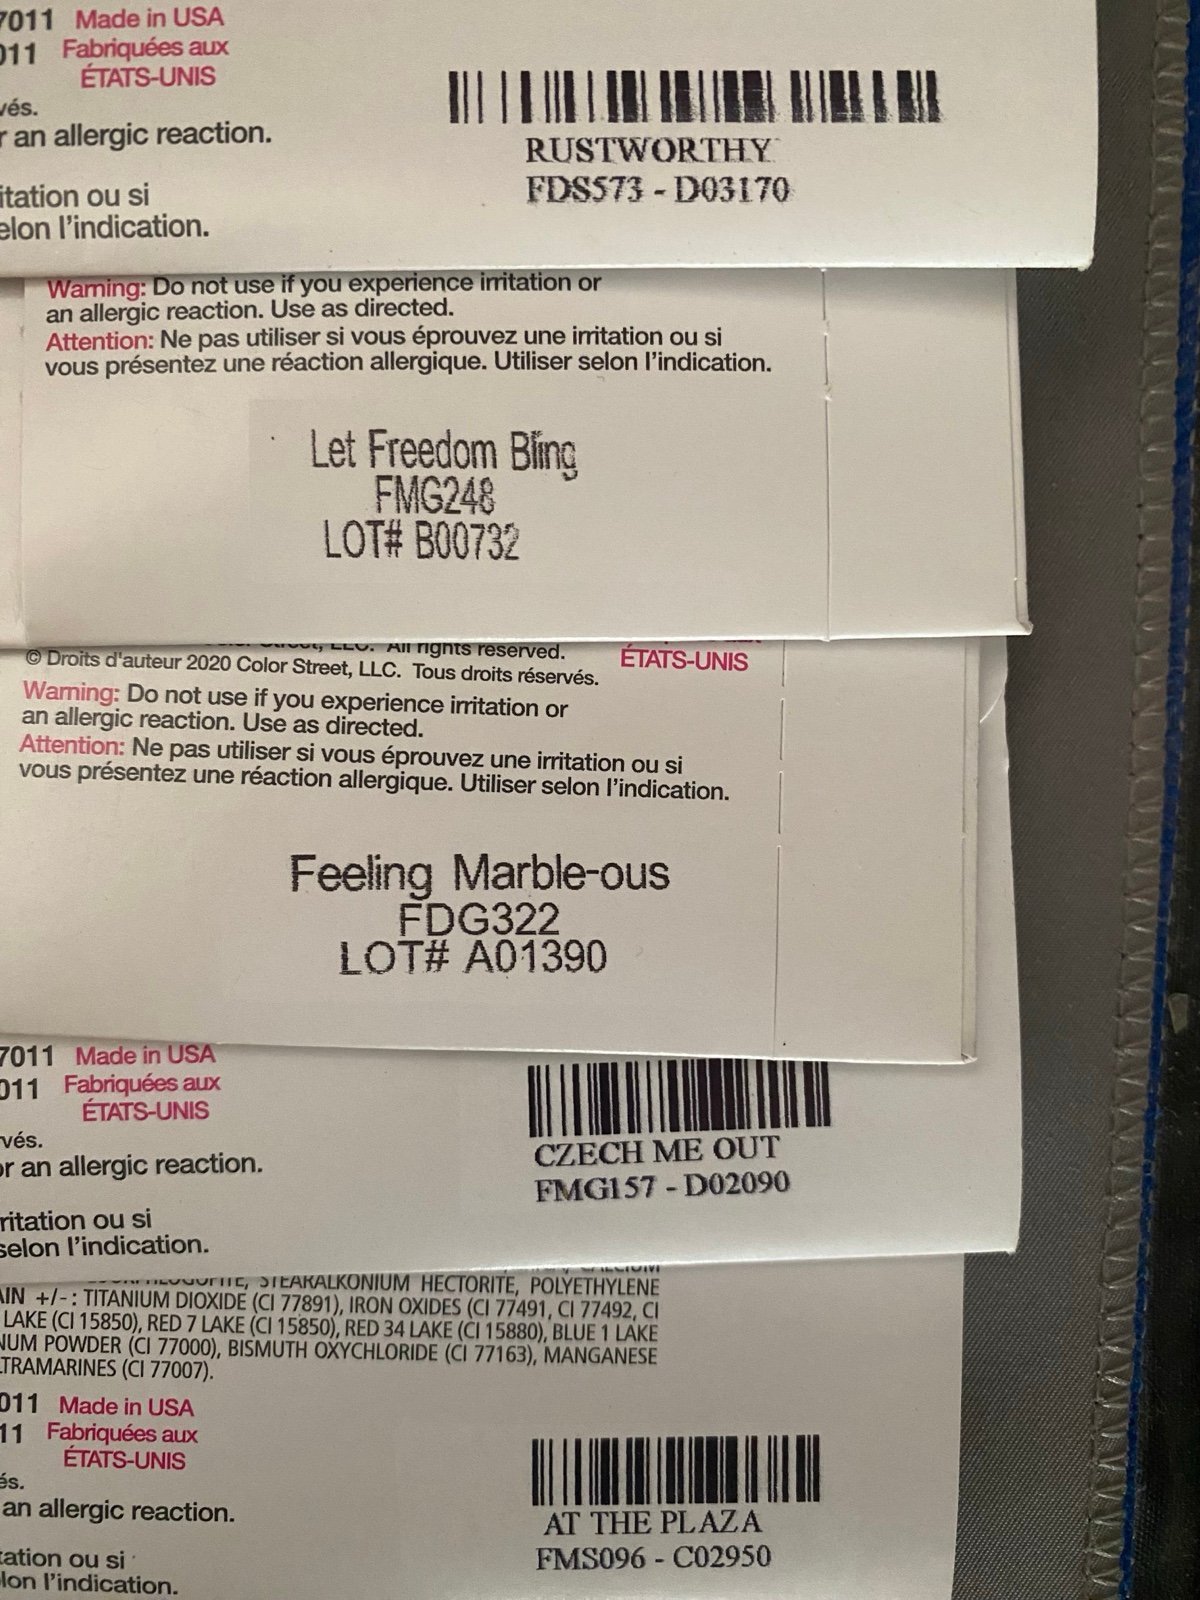 7011 Made in USA
011 Fabriquées aux
ÉTATS-UNIS
vés.
r an allergic reaction.
itation ou si
elon l'indication.
RUSTWORTHY
FDS573 - D03170
Warning: Do not use if you experience irritation or
an allergic reaction. Use as directed.
Attention: Ne pas utiliser si vous éprouvez une irritation ou si
vous présentez une réaction allergique. Utiliser selon l'indication.
Let Freedom Bling
FMG248
LOT# B00732
Street, LLC. All rights reserved.
© Droits d'auteur 2020 Color Street, LLC. Tous droits réservés.
ÉTATS-UNIS
Warning: Do not use if you experience irritation or
an allergic reaction. Use as directed.
Attention: Ne pas utiliser si vous éprouvez une irritation ou si
vous présentez une réaction allergique. Utiliser selon l'indication.
Feeling Marble-ous
FDG322
LOT# A01390
7011 Made in USA
011 Fabriquées aux
ÉTATS-UNIS
vés.
or an allergic reaction.
ritation ou si
selon l'indication.
CZECH ME OUT
FMG157 - D02090
STEARALKONIUM HECTORITE, POLYETHYLENE
AIN +/-: TITANIUM DIOXIDE (CI 77891), IRON OXIDES (CI 77491, CI 77492, CI
LAKE (CI 15850), RED 7 LAKE (CI 15850), RED 34 LAKE (CI 15880), BLUE 1 LAKE
NUM POWDER (CI 77000), BISMUTH OXYCHLORIDE (CI 77163), MANGANESE
LTRAMARINES (CI 77007).
011 Made in USA
11 Fabriquées aux
ÉTATS-UNIS
és.
an allergic reaction.
tation ou si
lon l'indication.
AT THE PLAZA
FMS096 - C02950